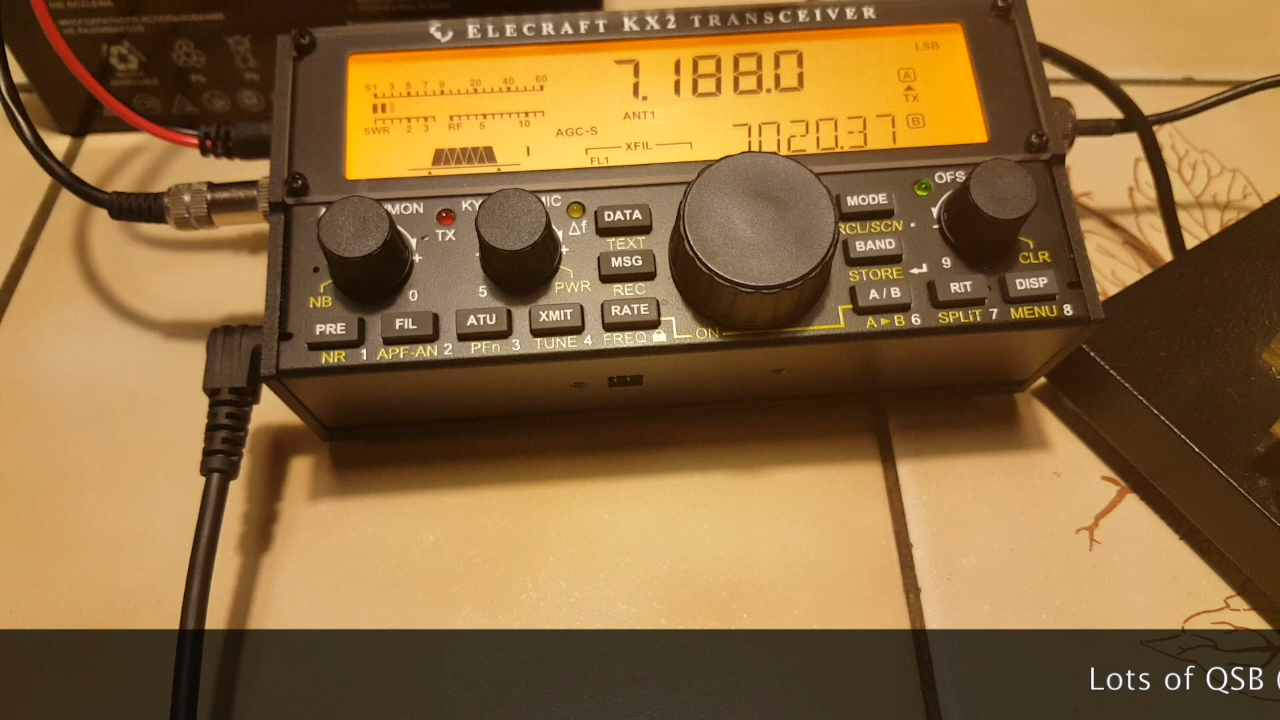 ELECRAFT KX2 TRANSCEIVER
S1 3 5 7 9 20 40 60
7.188.0
LSB
A
TX
SWR 2 3 RF 5 10
ANT1
AGC-S
7020.37
B
XFIL
FL1
MON
TX
KY
MIC
Δf
DATA
TEXT
MSG
REC
RATE
FREQ
MODE
RCL/SCN
BAND
STORE
A / B
A►B 6
OFS
CLR
9
RIT
SPLIT 7
DISP
MENU 8
NB
0
5
PWR
PRE
NR 1
FIL
APF-AN 2
ATU
PFn 3
XMIT
TUNE 4
ON
Lots of QSB (